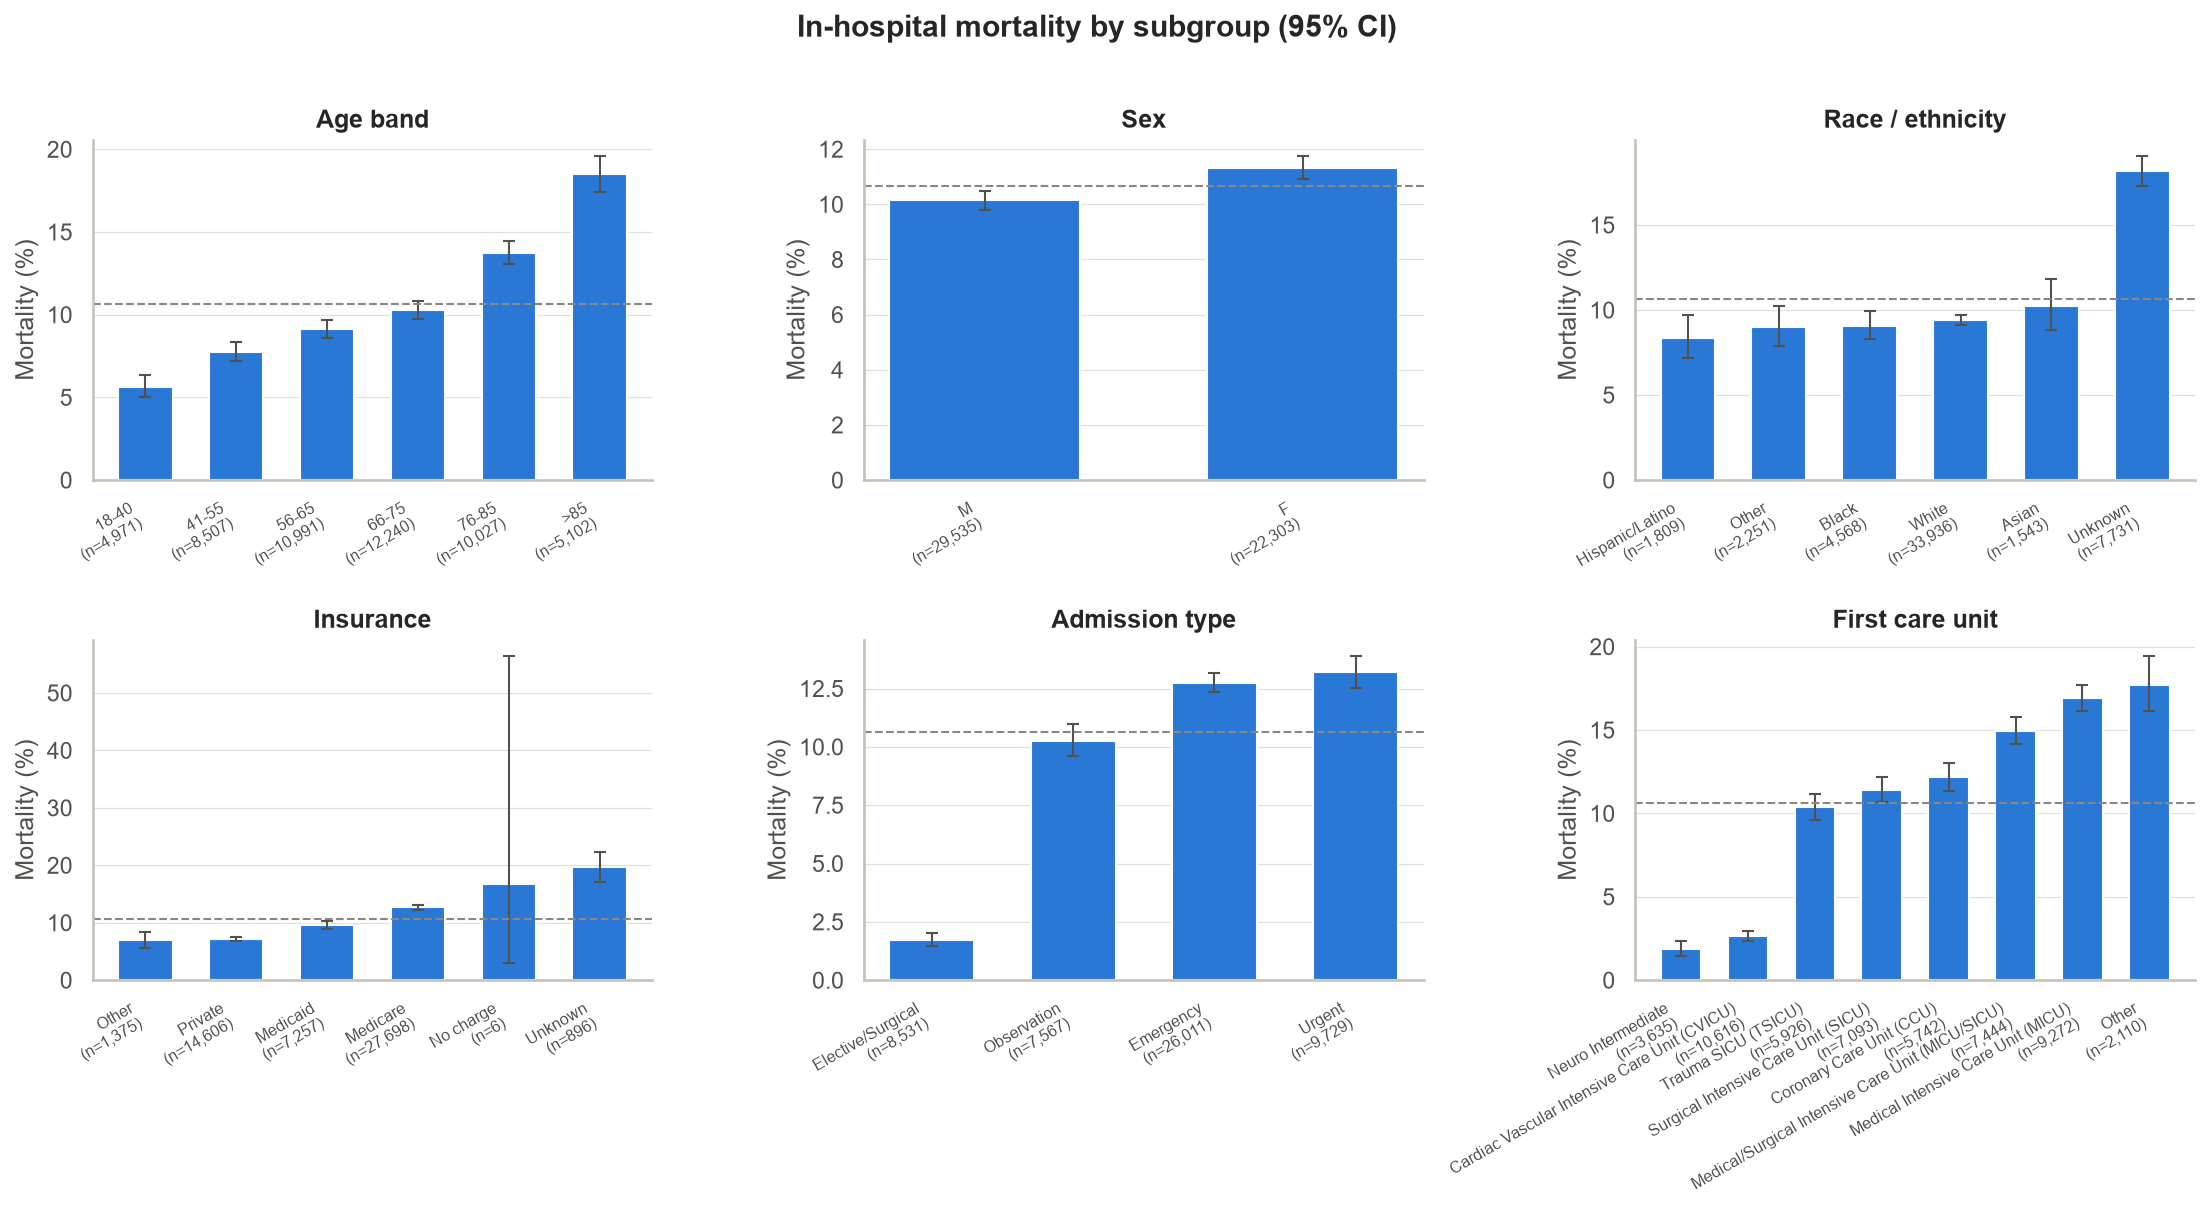 In-hospital mortality by subgroup (95% CI)
Age band
Mortality (%)
20
15
10
5
0
18-40
(n=4,971)
41-55
(n=8,507)
56-65
(n=10,991)
66-75
(n=12,240)
76-85
(n=10,027)
>85
(n=5,102)
Sex
Mortality (%)
12
10
8
6
4
2
0
M
(n=29,535)
F
(n=22,303)
Race / ethnicity
Mortality (%)
15
10
5
0
Hispanic/Latino
(n=1,809)
Other
(n=2,251)
Black
(n=4,568)
White
(n=33,936)
Asian
(n=1,543)
Unknown
(n=7,731)
Insurance
Mortality (%)
50
40
30
20
10
0
Other
(n=1,375)
Private
(n=14,606)
Medicaid
(n=7,257)
Medicare
(n=27,698)
No charge
(n=6)
Unknown
(n=896)
Admission type
Mortality (%)
12.5
10.0
7.5
5.0
2.5
0.0
Elective/Surgical
(n=8,531)
Observation
(n=7,567)
Emergency
(n=26,011)
Urgent
(n=9,729)
First care unit
Mortality (%)
20
15
10
5
0
Neuro Intermediate
(n=3,635)
Cardiac Vascular Intensive Care Unit (CVICU)
(n=10,616)
Trauma SICU (TSICU)
(n=5,926)
Surgical Intensive Care Unit (SICU)
(n=7,093)
Coronary Care Unit (CCU)
(n=5,742)
Medical/Surgical Intensive Care Unit (MICU/SICU)
(n=7,444)
Medical Intensive Care Unit (MICU)
(n=9,272)
Other
(n=2,110)